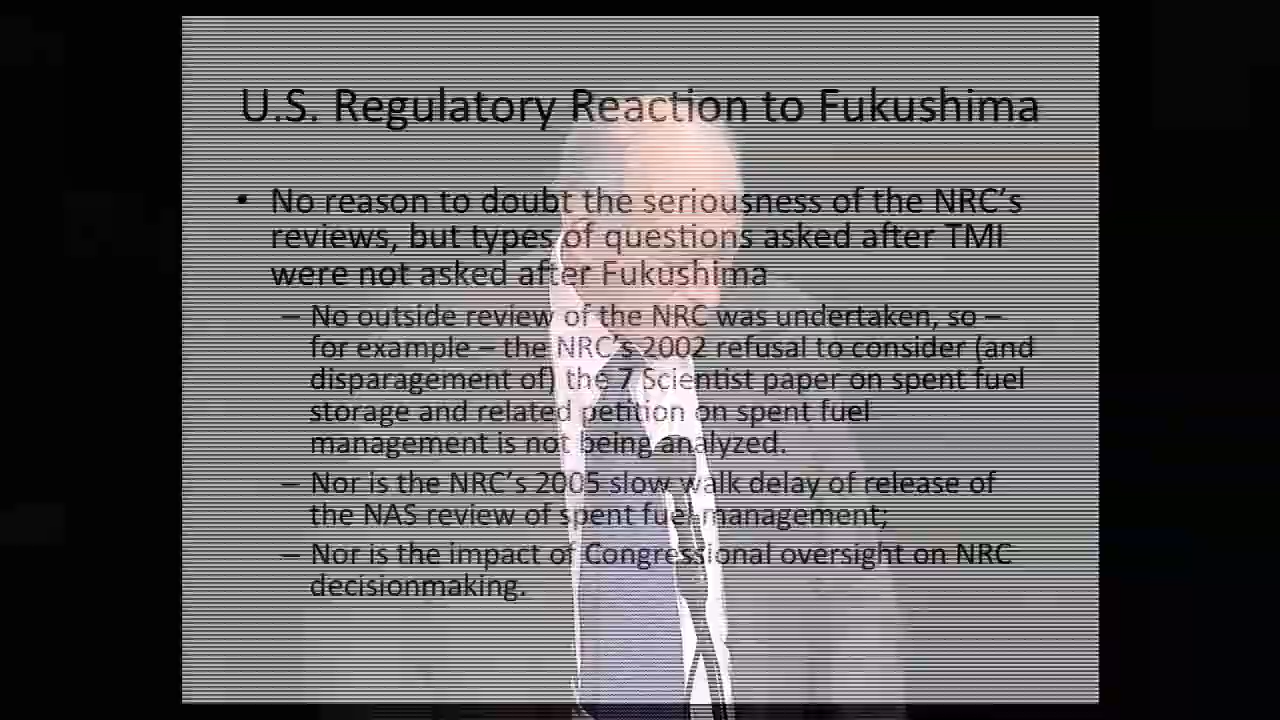 U.S. Regulatory Reaction to Fukushima
• No reason to doubt the seriousness of the NRC's
reviews, but types of questions asked after TMI
were not asked after Fukushima
– No outside review of the NRC was undertaken, so –
for example – the NRC's 2002 refusal to consider (and
disparagement of) the 7 Scientist paper on spent fuel
storage and related petition on spent fuel
management is not being analyzed.
– Nor is the NRC's 2005 slow walk delay of release of
the NAS review of spent fuel management;
– Nor is the impact of Congressional oversight on NRC
decisionmaking.